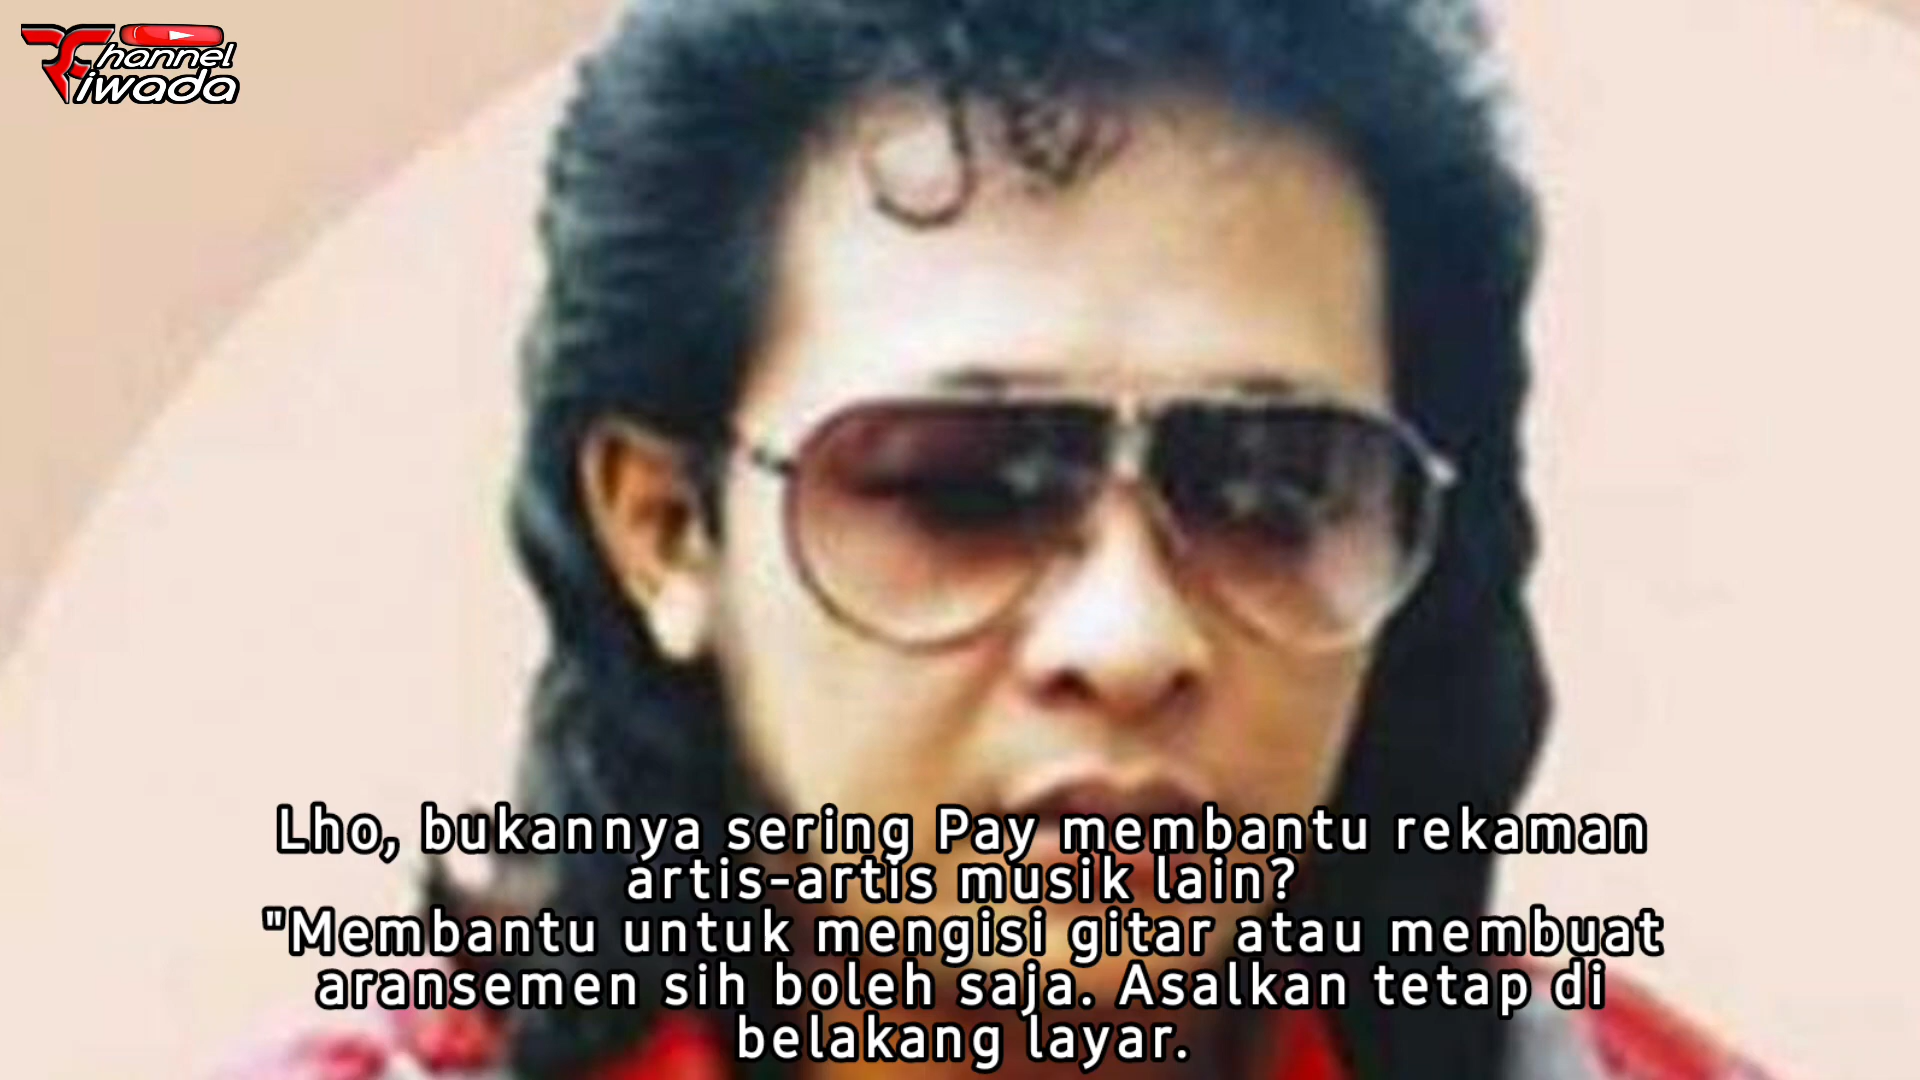 Channel
Riwada
Lho, bukannya sering Pay membantu rekaman
artis-artis musik lain?
"Membantu untuk mengisi gitar atau membuat
aransemen sih boleh saja. Asalkan tetap di
belakang layar.